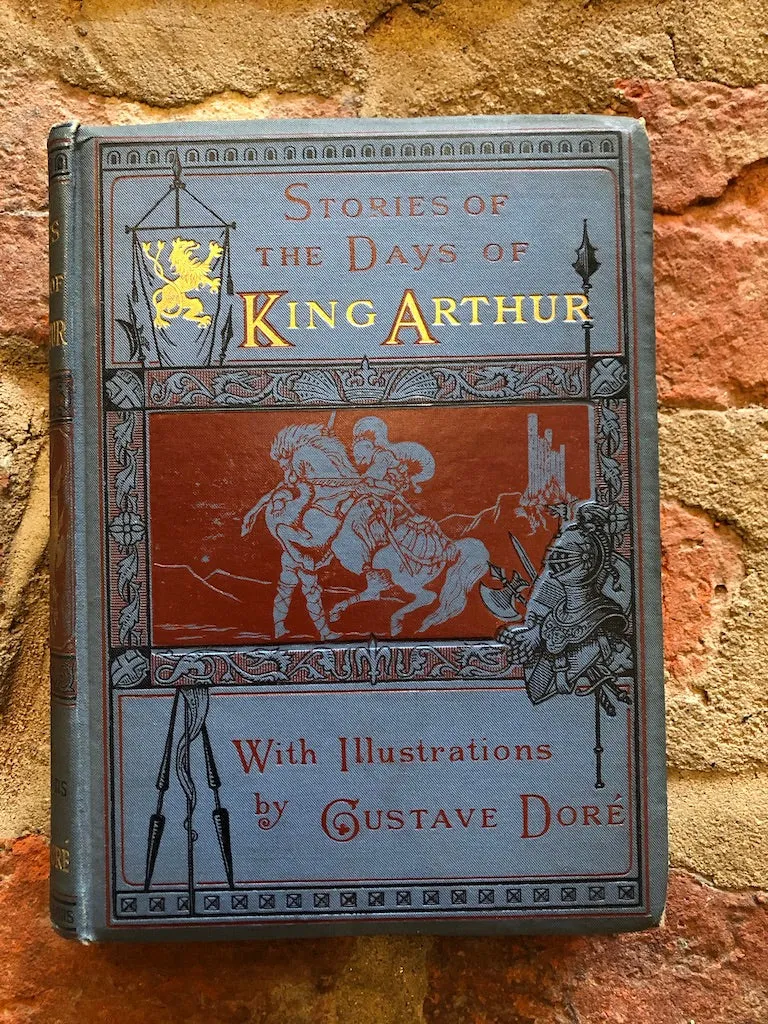 STORIES OF
THE DAYS OF
KING ARTHUR
With Illustrations
by GUSTAVE DORÉ